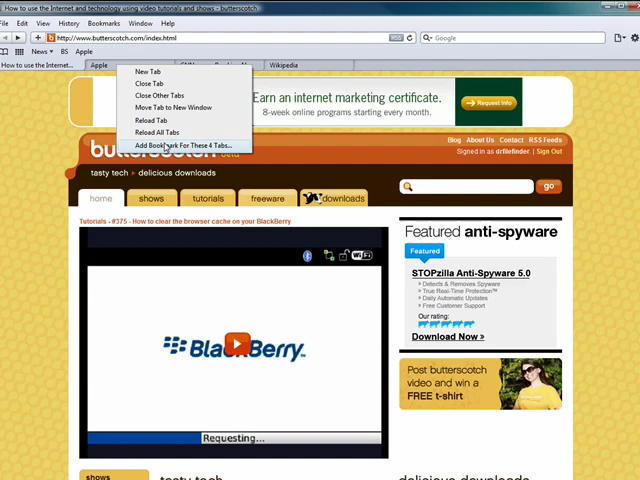 How to use the Internet and technology using video tutorials and shows - butterscotch
File Edit View History Bookmarks Window Help
http://www.butterscotch.com/index.html RSS
News BS Apple
How to use the Internet... Apple Wikipedia
New Tab
Close Tab
Close Other Tabs
Move Tab to New Window
Reload Tab
Reload All Tabs
Add Bookmark For These 4 Tabs...
Earn an internet marketing certificate.
8-week online programs starting every month.
Request Info
butterscotch beta
Blog About Us Contact RSS Feeds
Signed in as drfilefinder. | Sign Out
tasty tech delicious downloads
home shows tutorials freeware downloads
go
Tutorials - #375 - How to clear the browser cache on your BlackBerry
Wi Fi
BlackBerry
Requesting...
Featured anti-spyware
Featured
STOPzilla Anti-Spyware 5.0
* Detects & Removes Spyware
* True Real-Time Protection™
* Daily Automatic Updates
* Free Customer Support
Our rating:
Download Now »
Post butterscotch
video and win a
FREE t-shirt
shows
tasty tech
delicious downloads